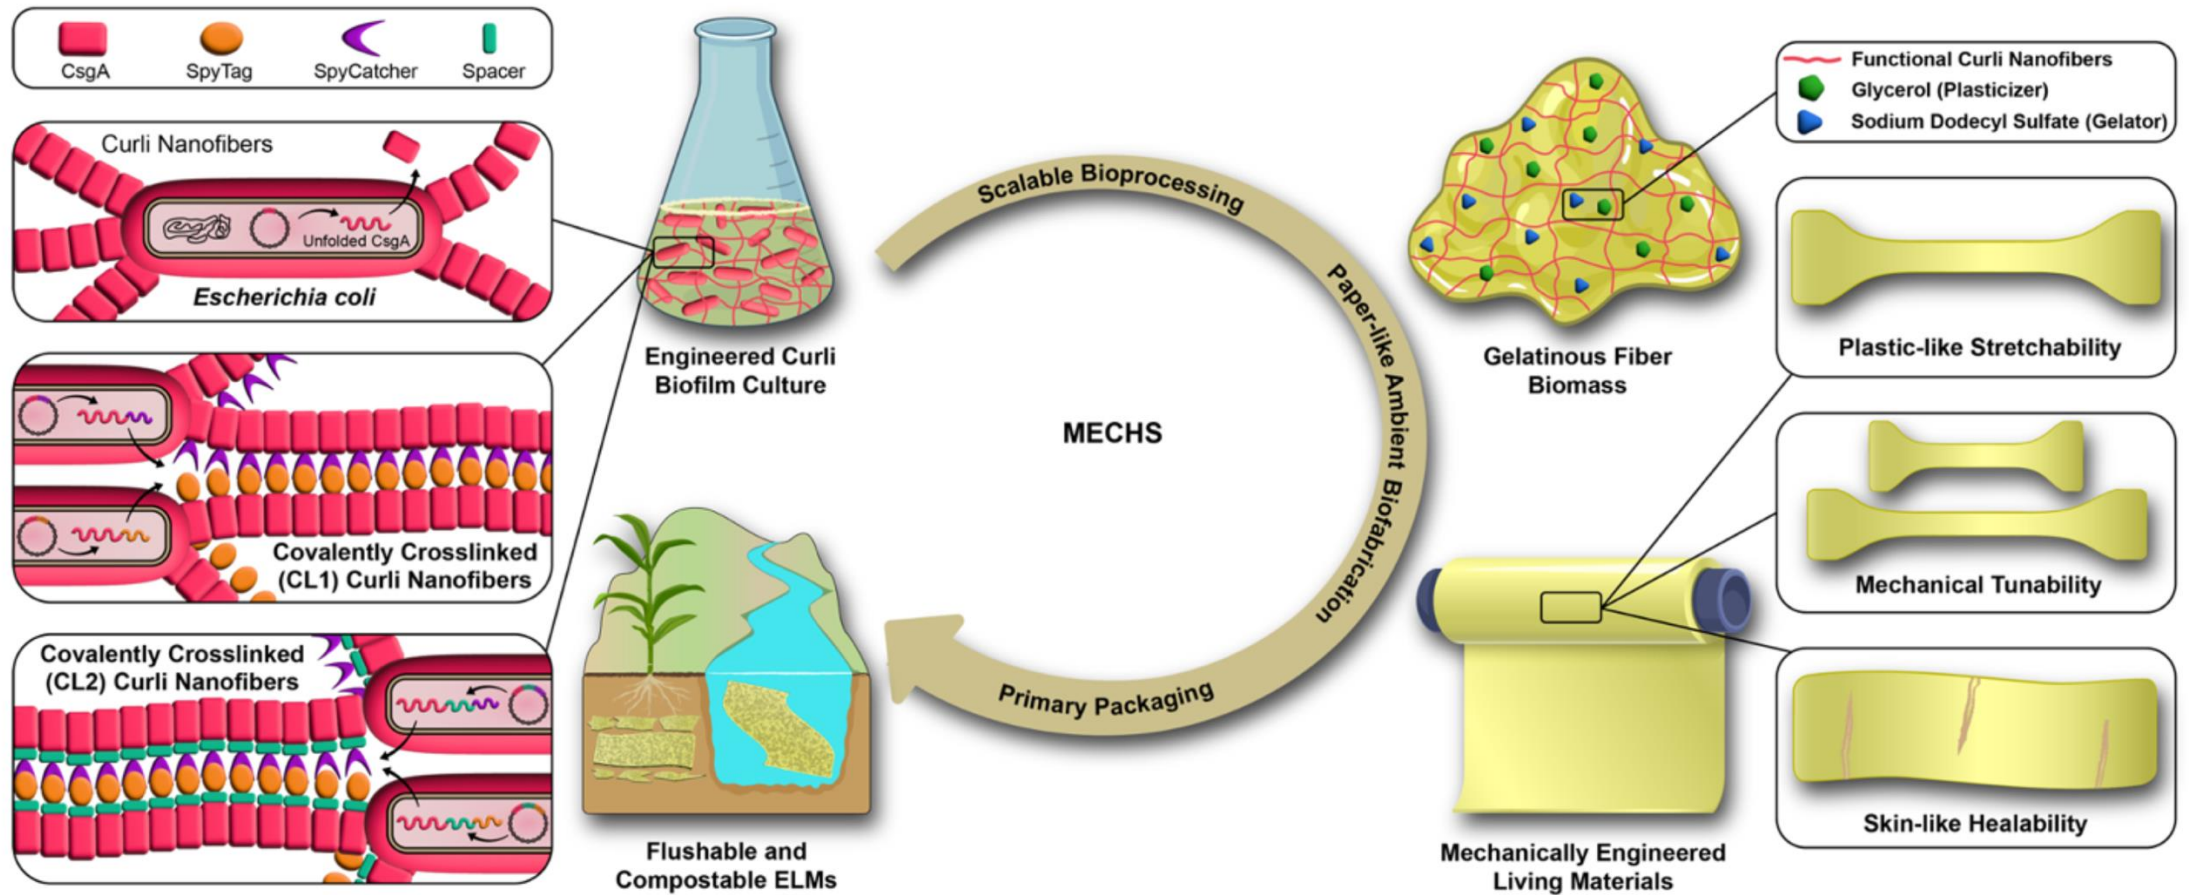 CsgA
SpyTag
SpyCatcher
Spacer
Curli Nanofibers
Unfolded CsgA
Escherichia coli
Covalently Crosslinked
(CL1) Curli Nanofibers
Covalently Crosslinked
(CL2) Curli Nanofibers
Engineered Curli
Biofilm Culture
Flushable and
Compostable ELMs
Scalable Bioprocessing
Paper-like Ambient Biofabrication
Primary Packaging
MECHS
Gelatinous Fiber
Biomass
Mechanically Engineered
Living Materials
Functional Curli Nanofibers
Glycerol (Plasticizer)
Sodium Dodecyl Sulfate (Gelator)
Plastic-like Stretchability
Mechanical Tunability
Skin-like Healability